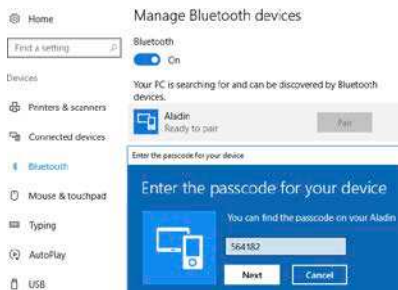 Home
Find a setting
Devices
Printers & scanners
Connected devices
Bluetooth
Mouse & touchpad
Typing
AutoPlay
USB
Manage Bluetooth devices
Bluetooth
On
Your PC is searching for and can be discovered by Bluetooth
devices.
Aladin
Ready to pair
Pair
Enter the passcode for your device
Enter the passcode for your device
You can find the passcode on your Aladin
564182
Next
Cancel